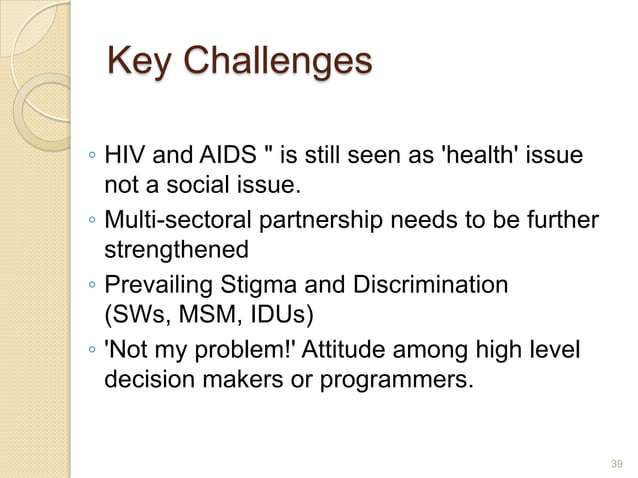 Key Challenges
◦ HIV and AIDS " is still seen as 'health' issue
not a social issue.
◦ Multi-sectoral partnership needs to be further
strengthened
◦ Prevailing Stigma and Discrimination
(SWs, MSM, IDUs)
◦ 'Not my problem!' Attitude among high level
decision makers or programmers.
39